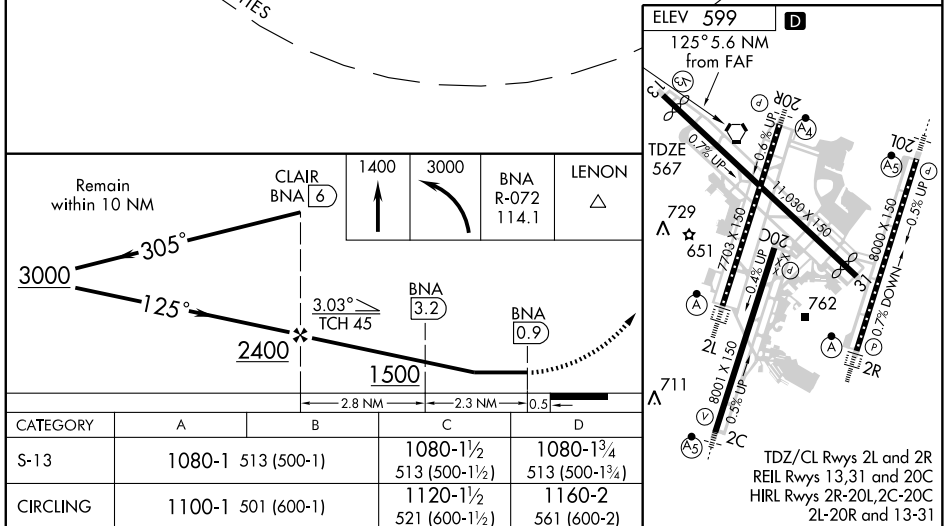 TIES
Remain
within 10 NM
CLAIR
BNA 6
305°
3000
125°
2400
3.03°
TCH 45
BNA
3.2
1500
BNA
0.9
2.8 NM
2.3 NM
0.5
1400
3000
BNA
R-072
114.1
LENON
CATEGORY A B C D
S-13 1080-1 513 (500-1) 1080-1½ 513 (500-1½) 1080-1¾ 513 (500-1¾)
CIRCLING 1100-1 501 (600-1) 1120-1½ 521 (600-1½) 1160-2 561 (600-2)
ELEV 599 D
125° 5.6 NM
from FAF
V5
13
P
20R
A4
20L
A5
P
TDZE
567
0.7% UP
0.6% UP
11,030 X 150
0.5% UP
8000 X 150
729
651
7703 X 150
20C
P
0.4% UP
31
762
0.7% DOWN
A
2L
A
P
2R
711
8001 X 150
0.5% UP
V
A5
2C
TDZ/CL Rwys 2L and 2R
REIL Rwys 13,31 and 20C
HIRL Rwys 2R-20L,2C-20C
2L-20R and 13-31